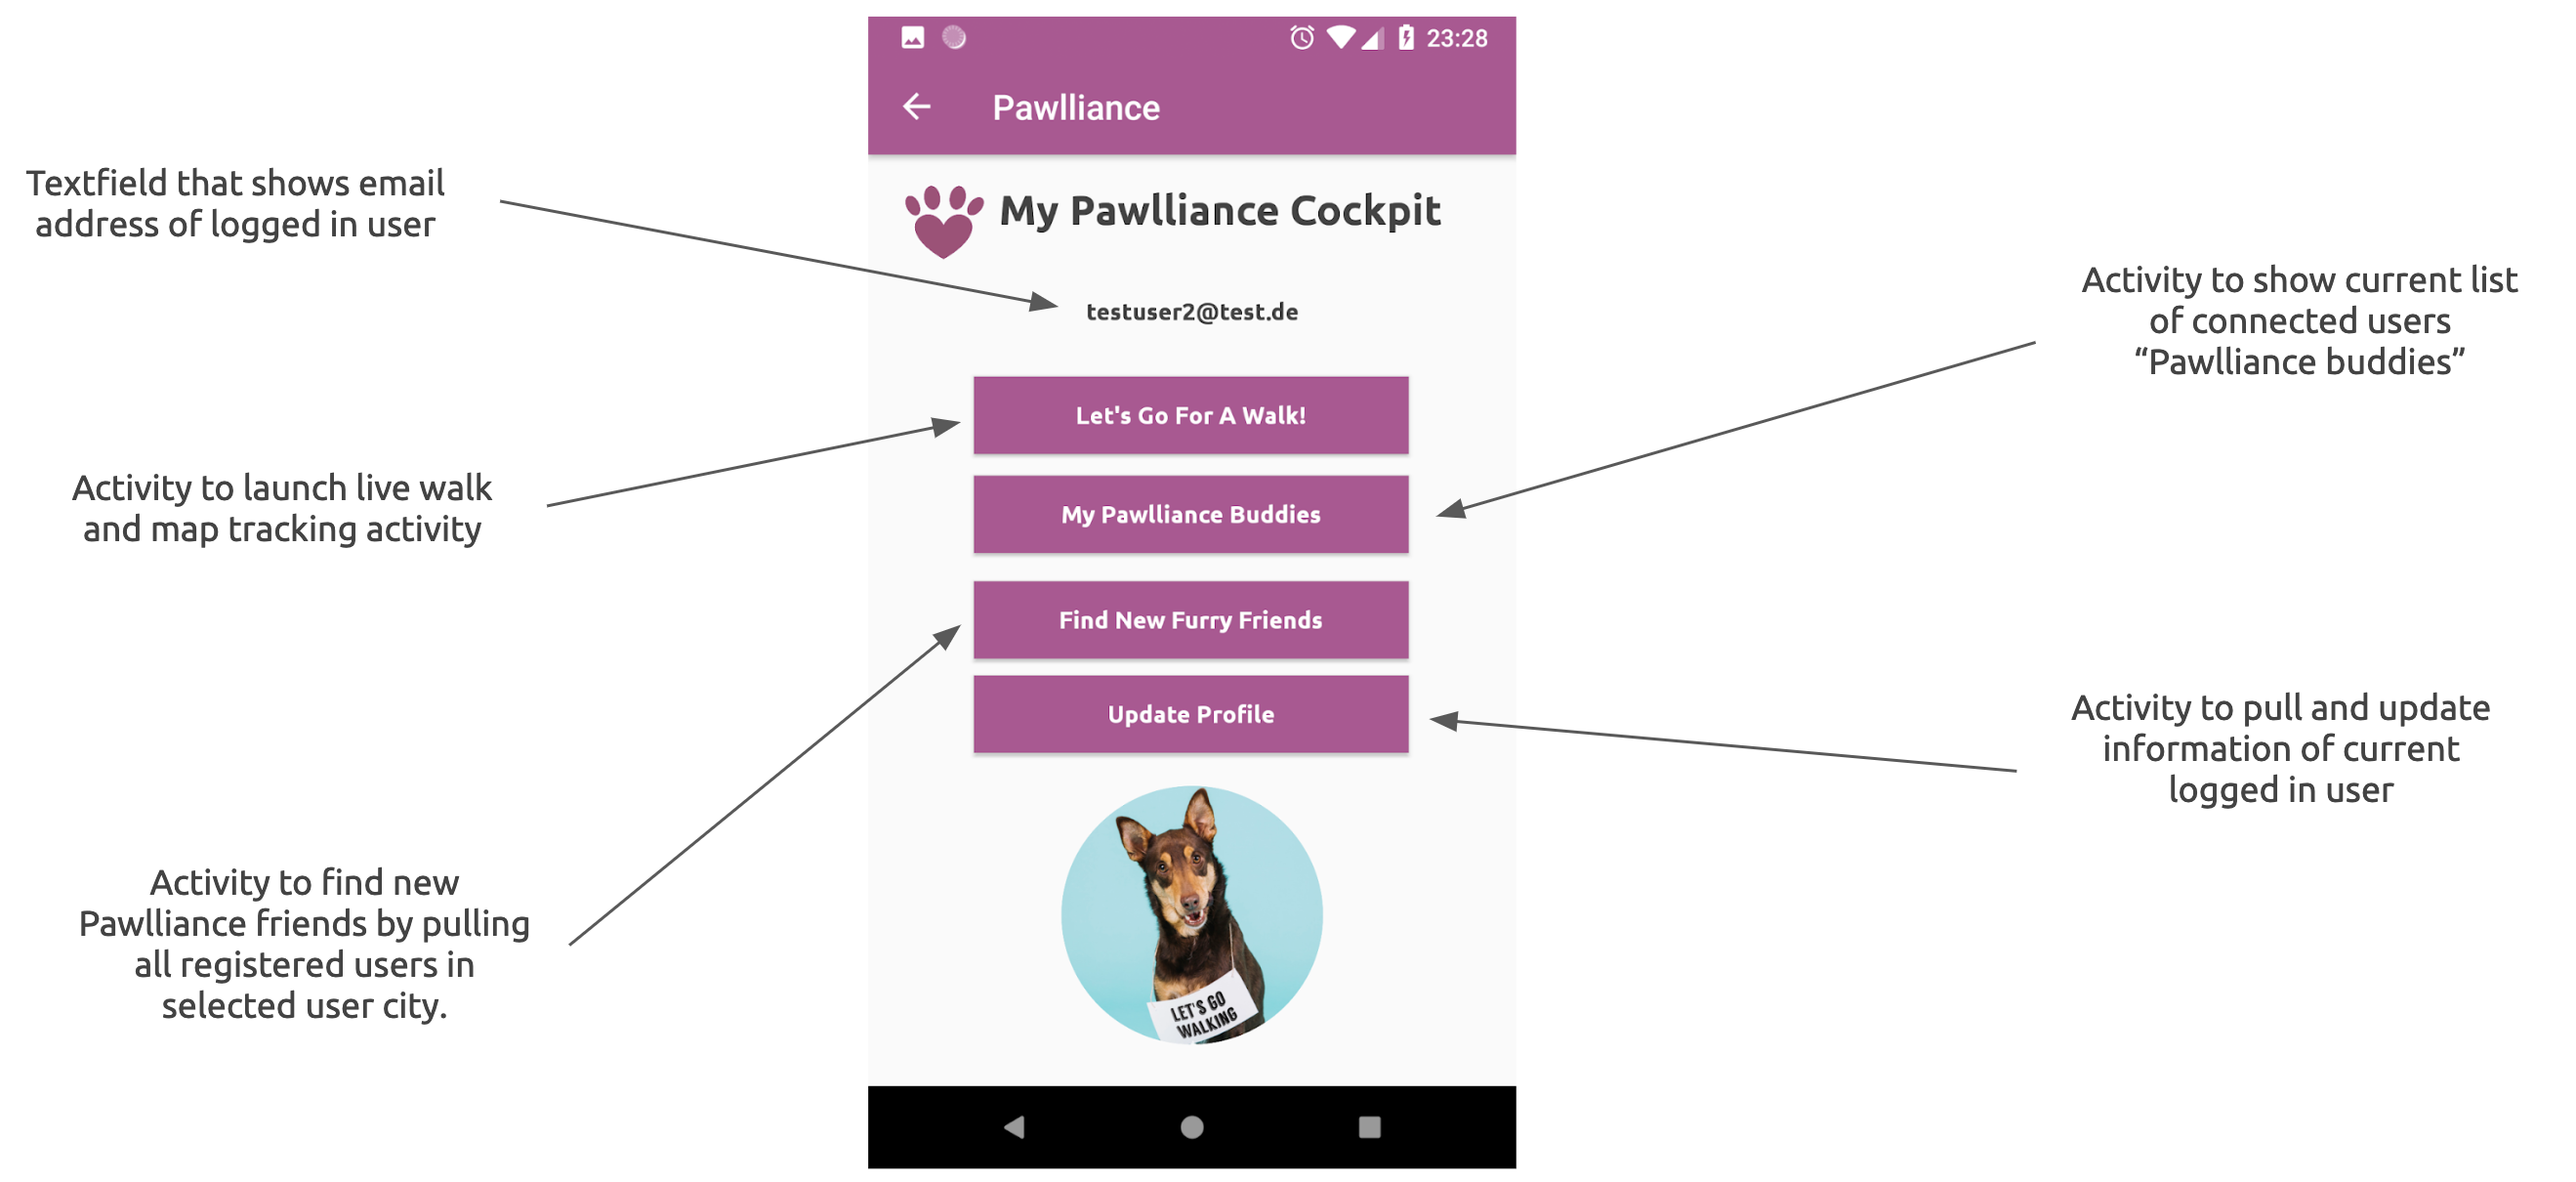 23:28
Pawlliance
My Pawlliance Cockpit
testuser2@test.de
Let's Go For A Walk!
My Pawlliance Buddies
Find New Furry Friends
Update Profile
LET'S GO
WALKING
Textfield that shows email
address of logged in user
Activity to launch live walk
and map tracking activity
Activity to find new
Pawlliance friends by pulling
all registered users in
selected user city.
Activity to show current list
of connected users
“Pawlliance buddies”
Activity to pull and update
information of current
logged in user